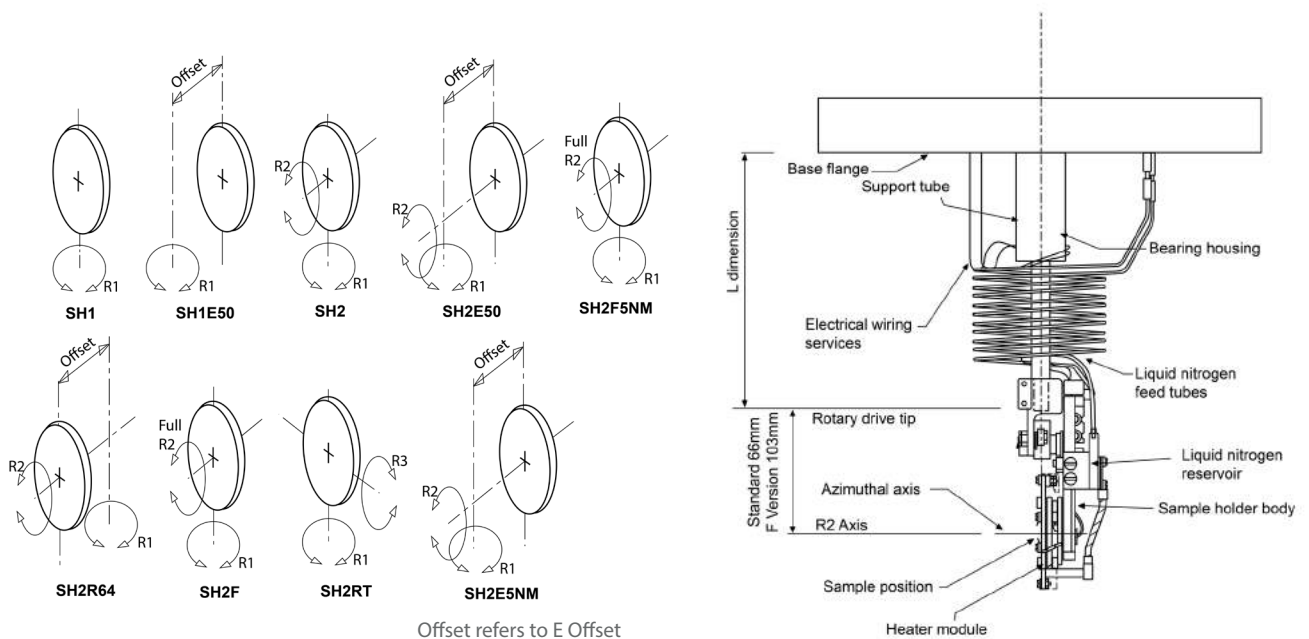 Offset
R1
SH1
R1
SH1E50
R2
R1
SH2
Offset
R2
R1
SH2E50
Full
R2
R1
SH2F5NM
Offset
R2
R1
SH2R64
Full
R2
R1
SH2F
R3
R1
SH2RT
Offset
R2
R1
SH2E5NM
Offset refers to E Offset
Base flange
Support tube
Bearing housing
L dimension
Electrical wiring
services
Liquid nitrogen
feed tubes
Rotary drive tip
Standard 66mm
F Version 103mm
Liquid nitrogen
reservoir
Azimuthal axis
Sample holder body
R2 Axis
Sample position
Heater module